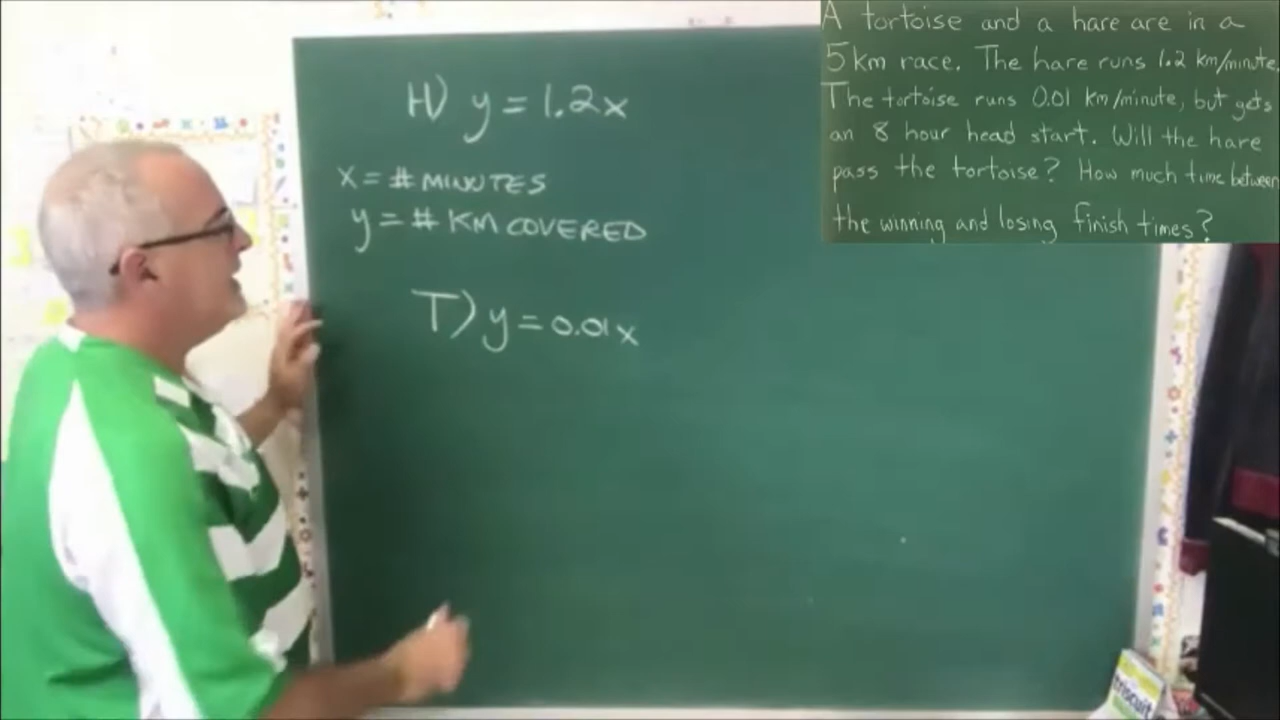 H) y = 1.2x
x = # MINUTES
y = # KM COVERED
T) y = 0.01x
A tortoise and a hare are in a
5km race. The hare runs 1.2 km/minute.
The tortoise runs 0.01 km/minute, but gets
an 8 hour head start. Will the hare
pass the tortoise? How much time between
the winning and losing finish times?
triscuit